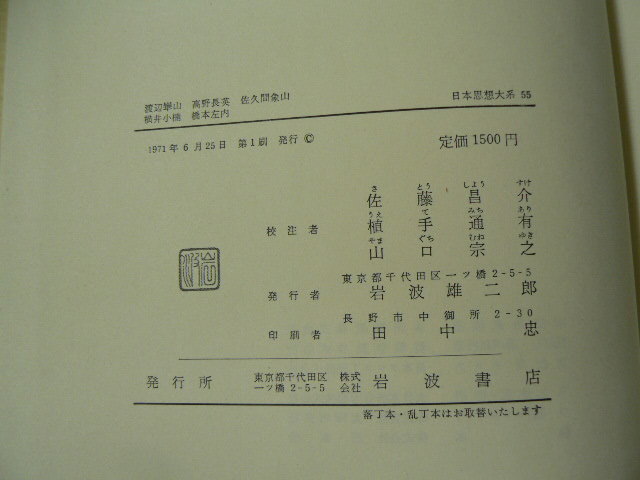 渡辺崋山 高野長英 佐久間象山
横井小楠 橋本左内
日本思想大系 55
1971年6月25日 第1刷 発行 ©
定価 1500円
さ とう しょう すけ
佐藤昌介
うえ て みち あり
校注者 植手通有
やま ぐち むね ゆき
山口宗之
東京都千代田区一ツ橋2-5-5
発行者 岩波雄二郎
長野市中御所2-30
印刷者 田中忠
発行所 東京都千代田区一ツ橋2-5-5 株式会社 岩波書店
落丁本・乱丁本はお取替いたします